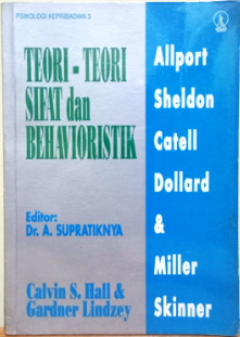 PSIKOLOGI KEPRIBADIAN 3
TEORI - TEORI
SIFAT dan
BEHAVIORISTIK
Editor:
Dr. A. SUPRATIKNYA
Calvin S. Hall &
Gardner Lindzey
Allport
Sheldon
Catell
Dollard
&
Miller
Skinner